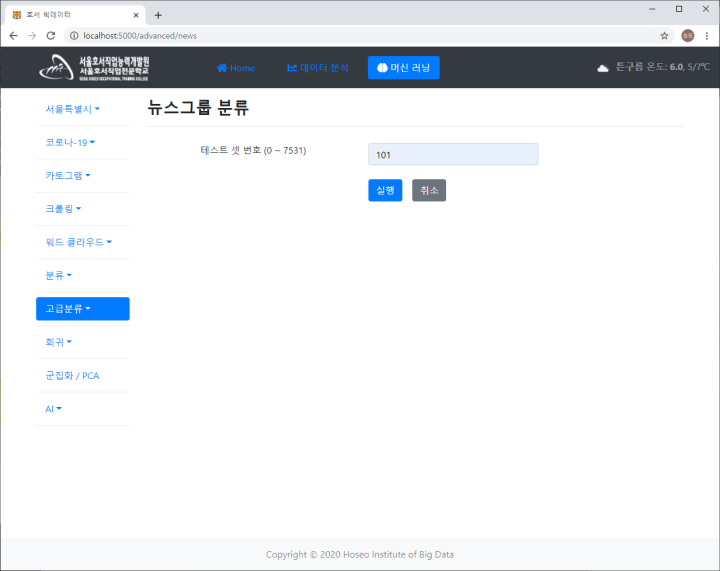 호서 빅데이터
localhost:5000/advanced/news
승모
서울호서직업능력개발원
서울호서직업전문학교
SEOUL HOSEO OCCUPATIONAL TRAINING COLLEGE
Home
데이터 분석
머신 러닝
튼구름 온도: 6.0, 5/7℃
서울특별시
코로나-19
카토그램
크롤링
워드 클라우드
분류
고급분류
회귀
군집화 / PCA
AI
뉴스그룹 분류
테스트 셋 번호 (0 ~ 7531)
101
실행
취소
Copyright © 2020 Hoseo Institute of Big Data